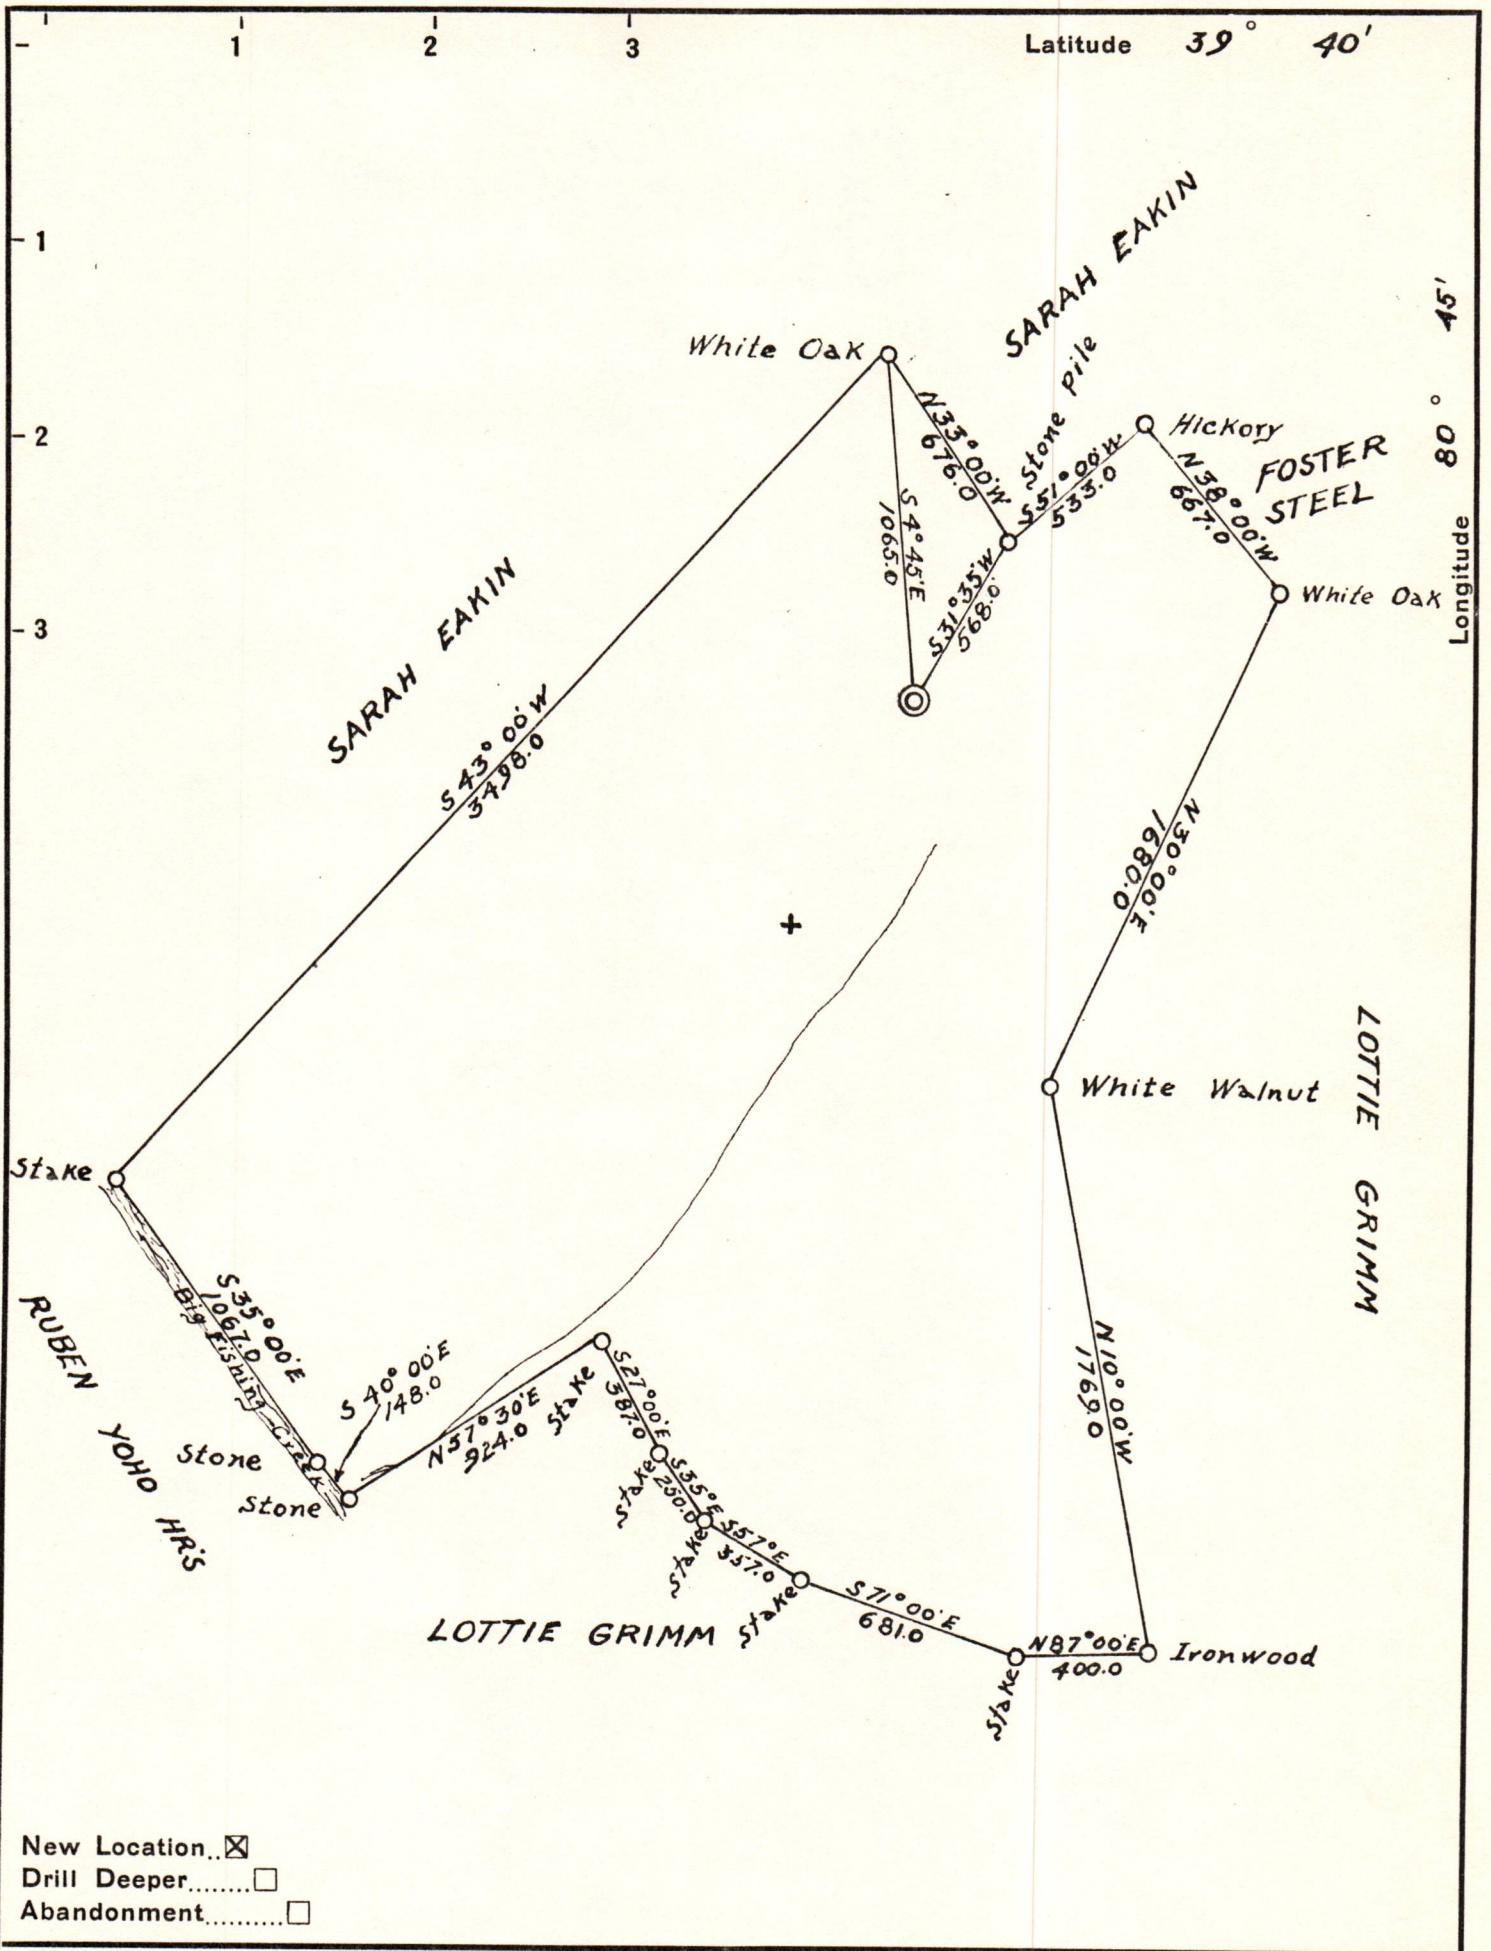 1 2 3 Latitude 39° 40'
1
2
3
Longitude 80° 45'
SARAH EAKIN
White Oak
N33°00'W
676.0
Stone Pile
S51°00'W
533.0
Hickory
N38°00'W
667.0
FOSTER
STEEL
White Oak
S4°45'E
1065.0
S31°35'W
568.0'
SARAH EAKIN
S43°00'W
3498.0
N30°00'E
1680.0
White Walnut
LOTTIE GRIMM
Stake
S35°00'E
1067.0
Big Fishing Creek
RUBEN YOHO HR'S
S40°00'E
148.0
Stone
Stone
N57°30'E
924.0
Stake
S27°00'E
387.0
Stake
S35°E
250.0
Stake
S57°E
357.0
Stake
S71°00'E
681.0
LOTTIE GRIMM
Stake
N87°00'E
400.0
Ironwood
N10°00'W
1769.0
New Location..☒
Drill Deeper........☐
Abandonment..........☐